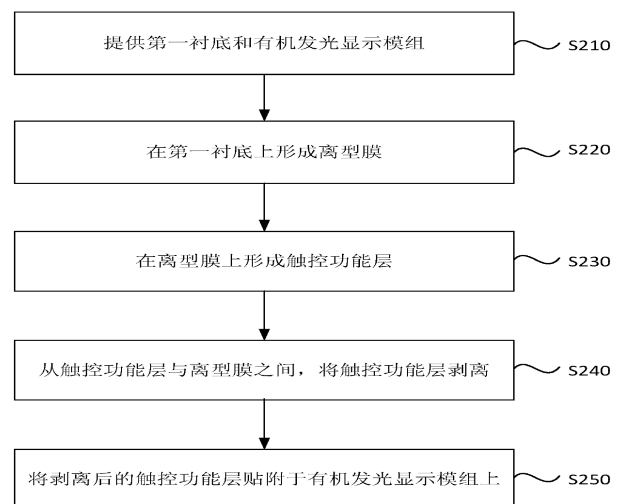 提供第一衬底和有机发光显示模组
S210
在第一衬底上形成离型膜
S220
在离型膜上形成触控功能层
S230
从触控功能层与离型膜之间，将触控功能层剥离
S240
将剥离后的触控功能层贴附于有机发光显示模组上
S250